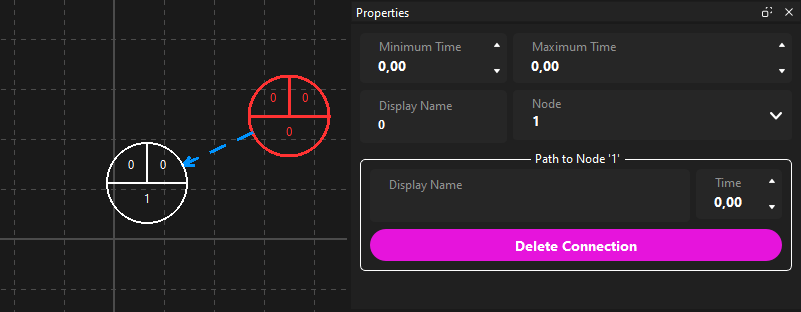 0 0
0
0 0
1
Properties
Minimum Time
0,00
Maximum Time
0,00
Display Name
0
Node
1
Path to Node '1'
Display Name
Time
0,00
Delete Connection